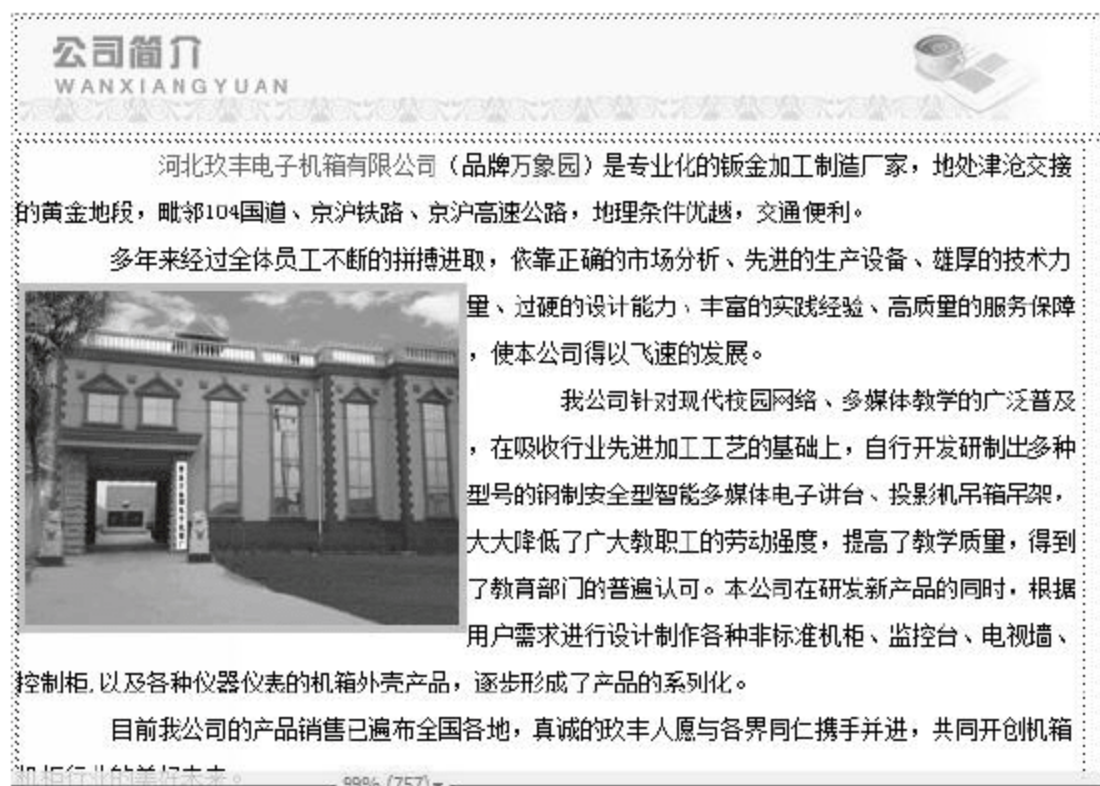 公司简介
WANXIANGYUAN
河北玖丰电子机箱有限公司（品牌万象园）是专业化的钣金加工制造厂家，地处津沧交接
的黄金地段，毗邻104国道、京沪铁路、京沪高速公路，地理条件优越，交通便利。
多年来经过全体员工不断的拼搏进取，依靠正确的市场分析、先进的生产设备、雄厚的技术力
量、过硬的设计能力、丰富的实践经验、高质量的服务保障
，使本公司得以飞速的发展。
我公司针对现代校园网络、多媒体教学的广泛普及
，在吸收行业先进加工工艺的基础上，自行开发研制出多种
型号的钢制安全型智能多媒体电子讲台、投影机吊箱吊架，
大大降低了广大教职工的劳动强度，提高了教学质量，得到
了教育部门的普遍认可。本公司在研发新产品的同时，根据
用户需求进行设计制作各种非标准机柜、监控台、电视墙、
控制柜,以及各种仪器仪表的机箱外壳产品，逐步形成了产品的系列化。
目前我公司的产品销售已遍布全国各地，真诚的玖丰人愿与各界同仁携手并进，共同开创机箱
机柜行业的美好未来。
99% (757)